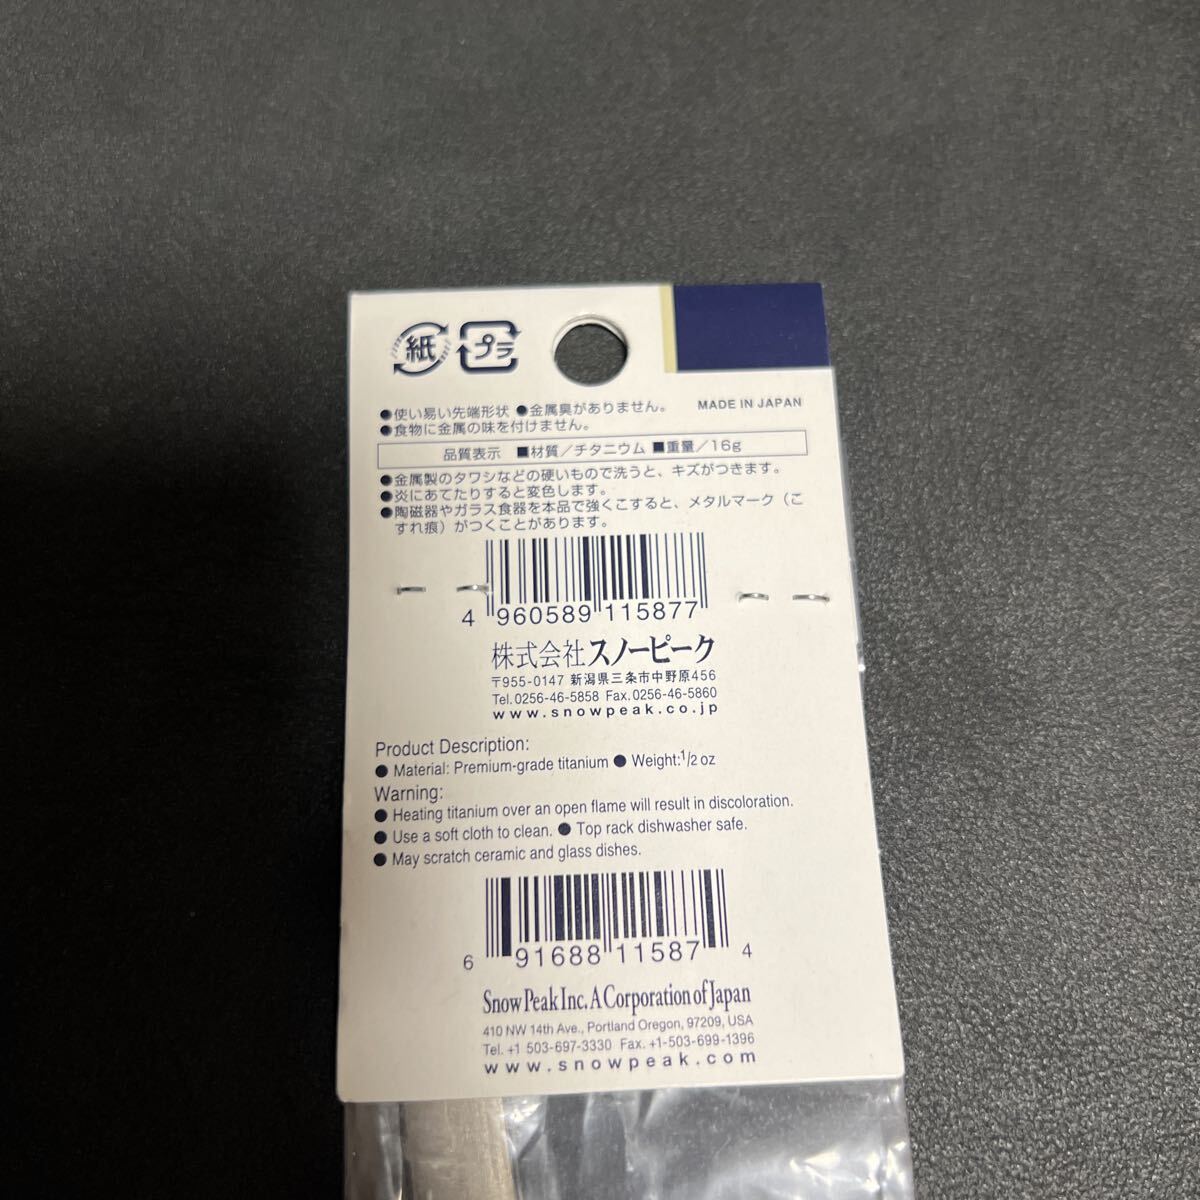 紙 プラ
●使い易い先端形状 ●金属臭がありません。 MADE IN JAPAN
●食物に金属の味を付けません。
品質表示 ■材質／チタニウム ■重量／16g
●金属製のタワシなどの硬いもので洗うと、キズがつきます。
●炎にあてたりすると変色します。
●陶磁器やガラス食器を本品で強くこすると、メタルマーク（こ
すれ痕）がつくことがあります。
4 960589 115877
株式会社スノーピーク
〒955-0147 新潟県三条市中野原456
Tel.0256-46-5858 Fax.0256-46-5860
www.snowpeak.co.jp
Product Description:
● Material: Premium-grade titanium ● Weight:1/2 oz
Warning:
● Heating titanium over an open flame will result in discoloration.
● Use a soft cloth to clean. ● Top rack dishwasher safe.
● May scratch ceramic and glass dishes.
6 91688 11587 4
Snow Peak Inc. A Corporation of Japan
410 NW 14th Ave., Portland Oregon, 97209, USA
Tel. +1 503-697-3330 Fax. +1-503-699-1396
www.snowpeak.com